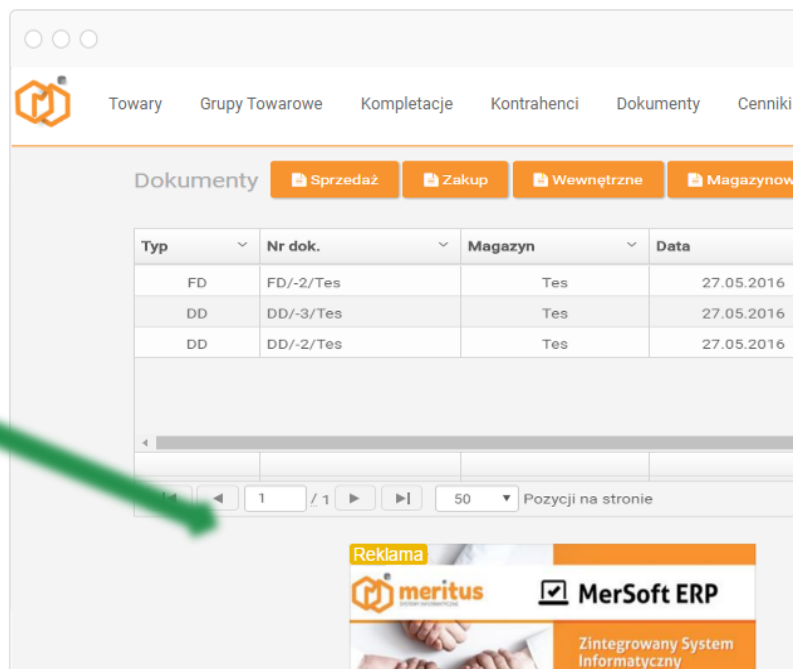 Towary Grupy Towarowe Kompletacje Kontrahenci Dokumenty Cenniki
Dokumenty Sprzedaż Zakup Wewnętrzne Magazynow
Typ Nr dok. Magazyn Data
FD FD/-2/Tes Tes 27.05.2016
DD DD/-3/Tes Tes 27.05.2016
DD DD/-2/Tes Tes 27.05.2016
1 / 1 50 Pozycji na stronie
Reklama
meritus MerSoft ERP
Zintegrowany System
Informatyczny